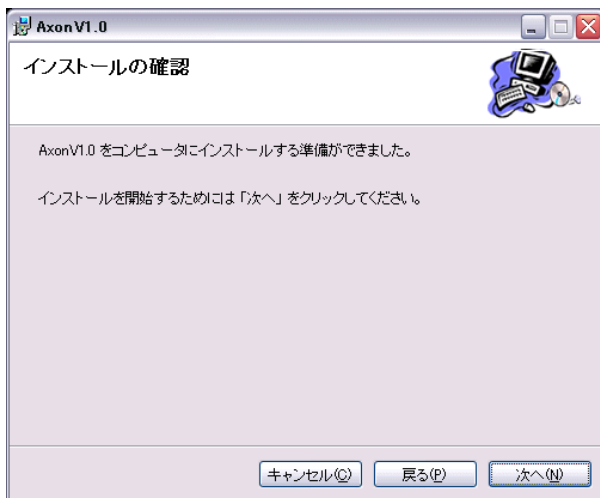 AxonV1.0
インストールの確認
AxonV1.0 をコンピュータにインストールする準備ができました。
インストールを開始するためには「次へ」をクリックしてください。
キャンセル(C) 戻る(P) 次へ(N)